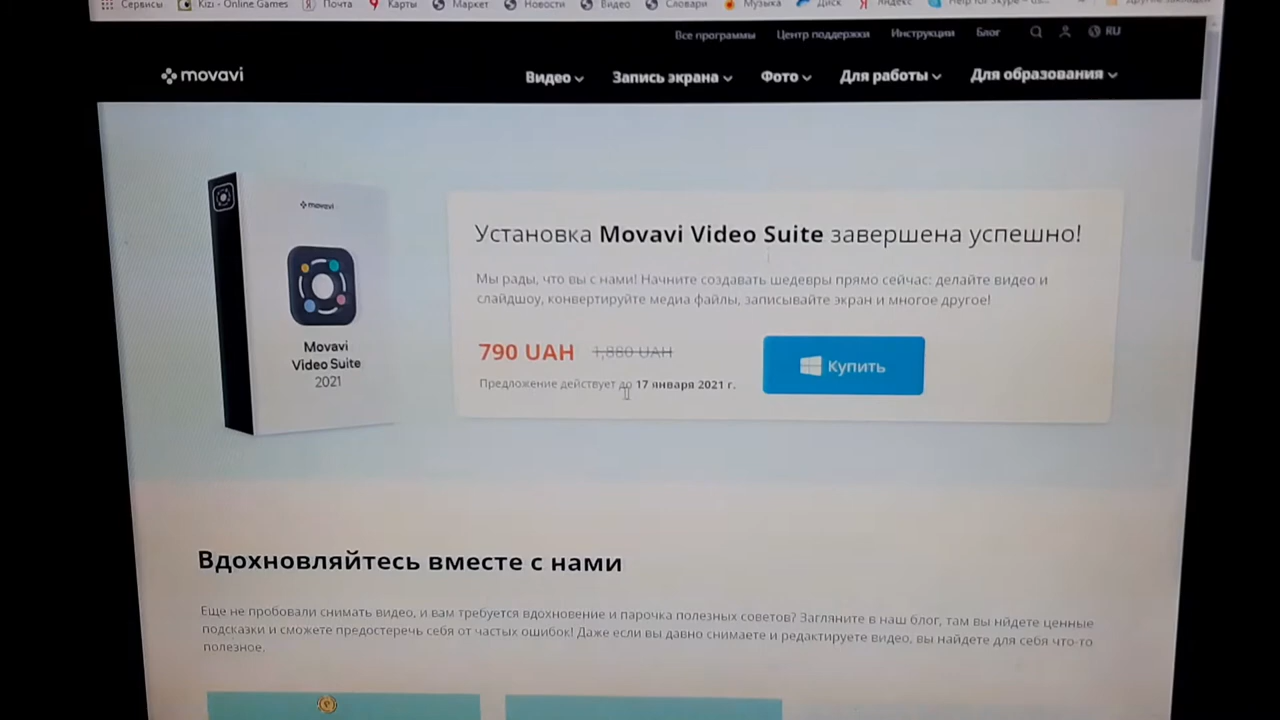 Сервисы Kizi - Online Games Почта Карты Маркет Новости Видео Словари Музыка Диск Яндекс
Все программы Центр поддержки Инструкции Блог RU
movavi Видео Запись экрана Фото Для работы Для образования
movavi
Movavi
Video Suite
2021
Установка Movavi Video Suite завершена успешно!
Мы рады, что вы с нами! Начните создавать шедевры прямо сейчас: делайте видео и
слайдшоу, конвертируйте медиа файлы, записывайте экран и многое другое!
790 UAH 1,880 UAH
Купить
Предложение действует до 17 января 2021 г.
Вдохновляйтесь вместе с нами
Еще не пробовали снимать видео, и вам требуется вдохновение и парочка полезных советов? Загляните в наш блог, там вы нйдете ценные
подсказки и сможете предостеречь себя от частых ошибок! Даже если вы давно снимаете и редактируете видео, вы найдете для себя что-то
полезное.